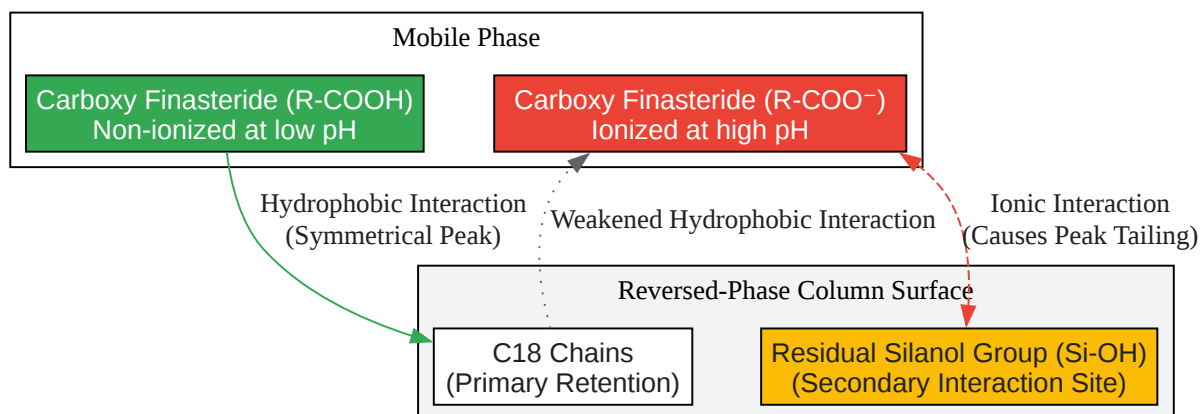 Mobile Phase
Carboxy Finasteride (R-COOH)
Non-ionized at low pH
Carboxy Finasteride (R-COO⁻)
Ionized at high pH
Hydrophobic Interaction
(Symmetrical Peak)
Weakened Hydrophobic Interaction
Ionic Interaction
(Causes Peak Tailing)
Reversed-Phase Column Surface
C18 Chains
(Primary Retention)
Residual Silanol Group (Si-OH)
(Secondary Interaction Site)